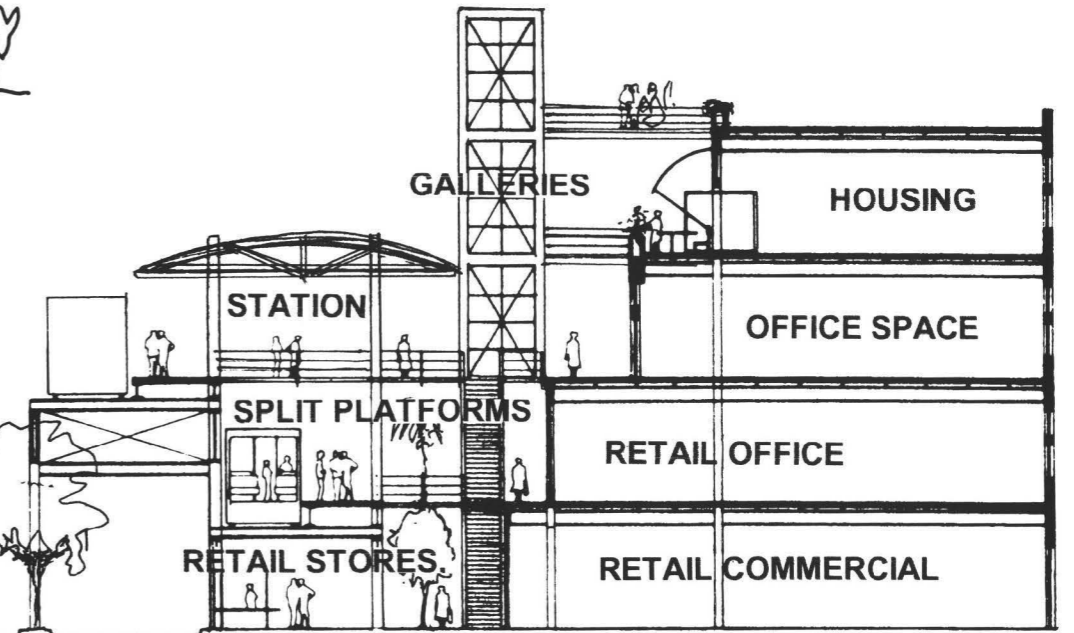 GALLERIES
HOUSING
STATION
OFFICE SPACE
SPLIT PLATFORMS
RETAIL OFFICE
RETAIL STORES.
RETAIL COMMERCIAL